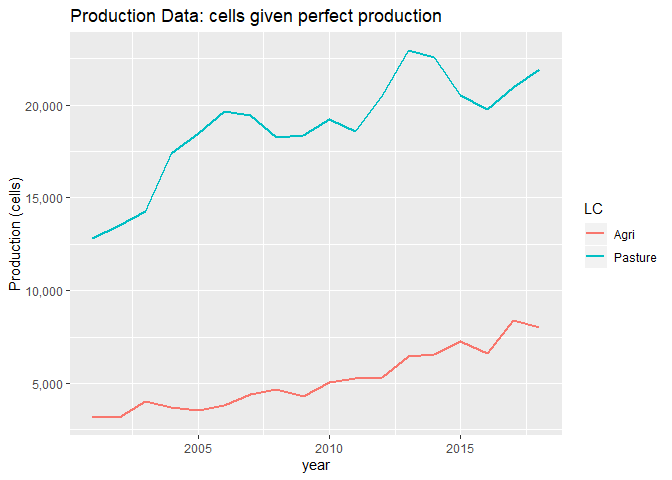 Production Data: cells given perfect production
Production (cells)
20,000
15,000
10,000
5,000
2005 2010 2015
year
LC
Agri
Pasture